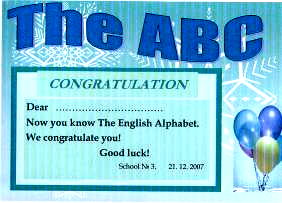 The ABC
CONGRATULATION
Dear ……………………………
Now you know The English Alphabet.
We congratulate you!
Good luck!
School № 3. 21. 12. 2007